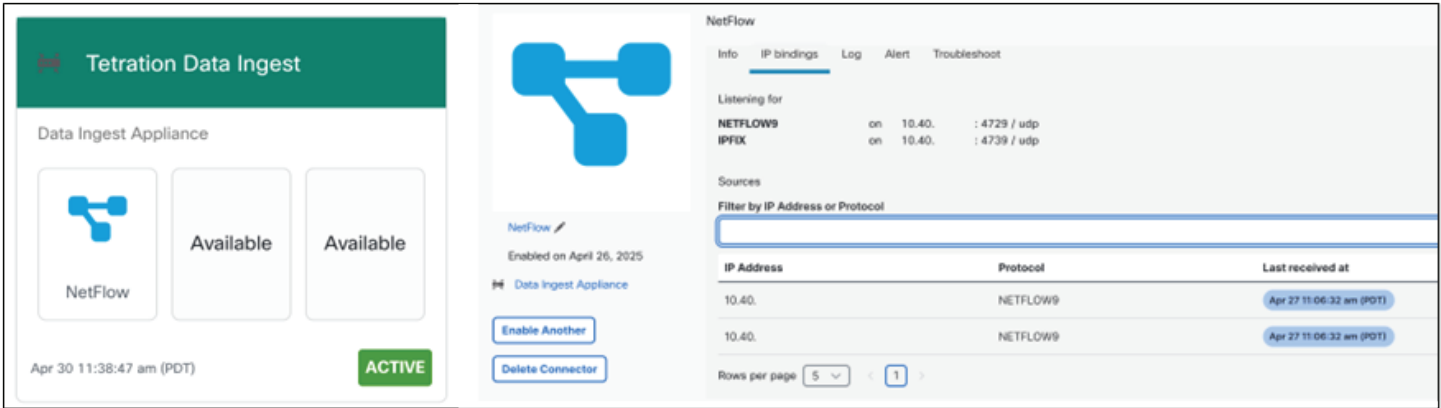 Tetration Data Ingest
Data Ingest Appliance
NetFlow
Available
Available
Apr 30 11:38:47 am (PDT)
ACTIVE
NetFlow
Enabled on April 26, 2025
Data Ingest Appliance
Enable Another
Delete Connector
NetFlow
Info IP bindings Log Alert Troubleshoot
Listening for
NETFLOW9 on 10.40. : 4729 / udp
IPFIX on 10.40. : 4739 / udp
Sources
Filter by IP Address or Protocol
IP Address Protocol Last received at
10.40. NETFLOW9 Apr 27 11:06:32 am (PDT)
10.40. NETFLOW9 Apr 27 11:06:32 am (PDT)
Rows per page 5 < 1 >